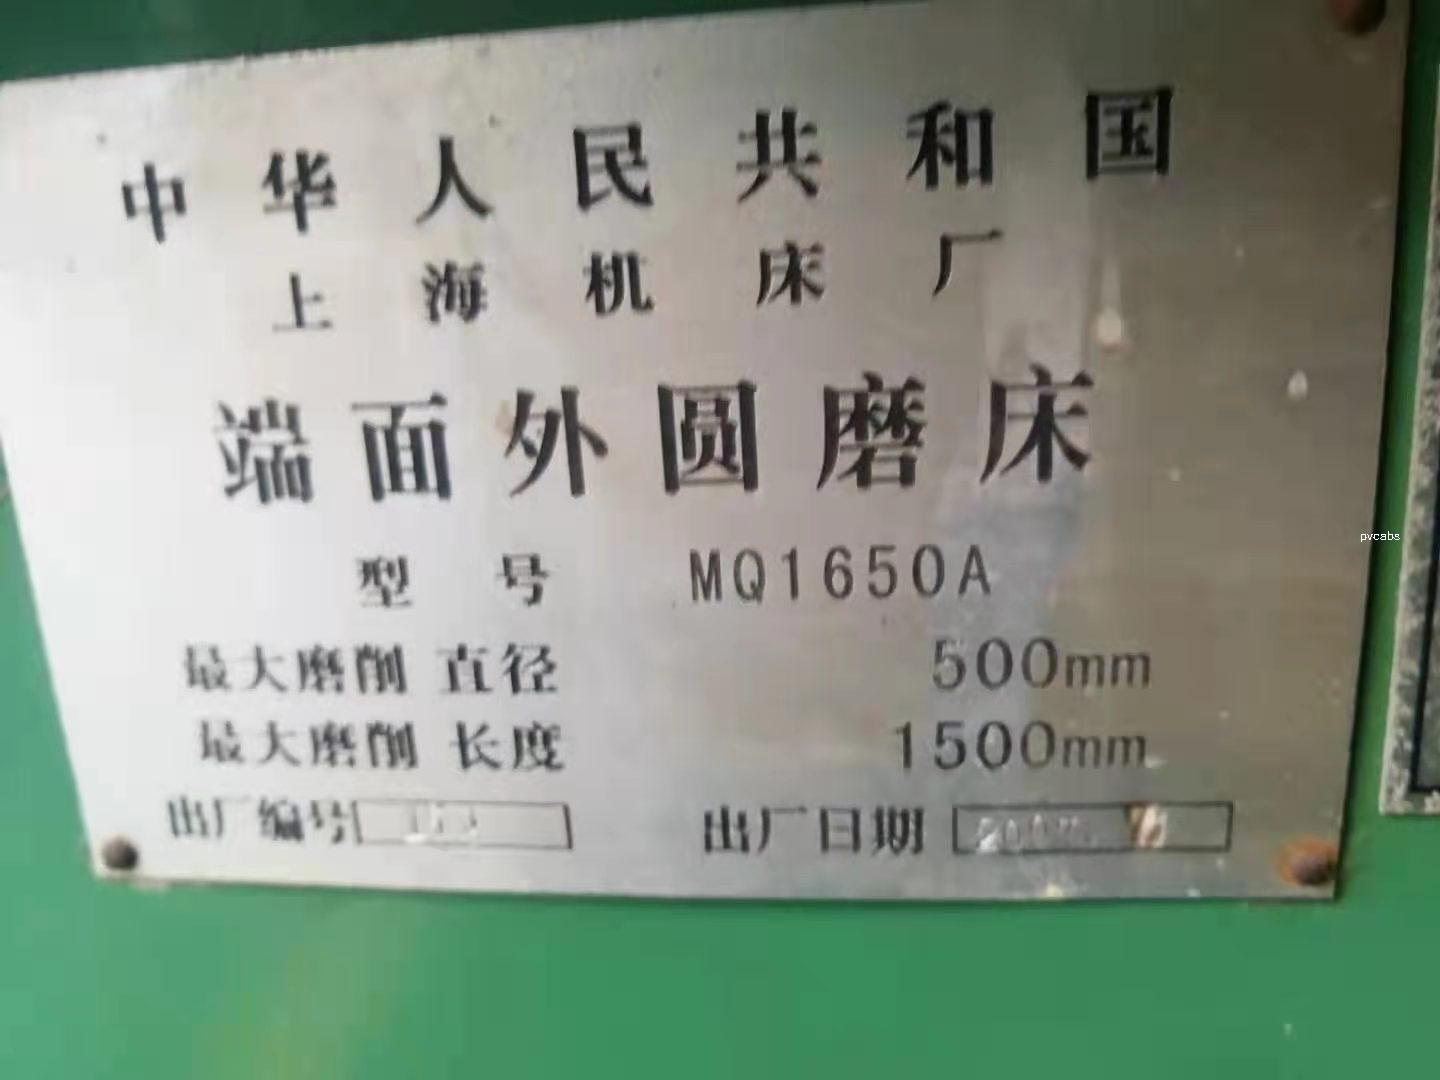 中华人民共和国
上海机床厂
端面外圆磨床
型号 MQ1650A
最大磨削直径 500mm
最大磨削长度 1500mm
出厂编号 出厂日期
pvcabs